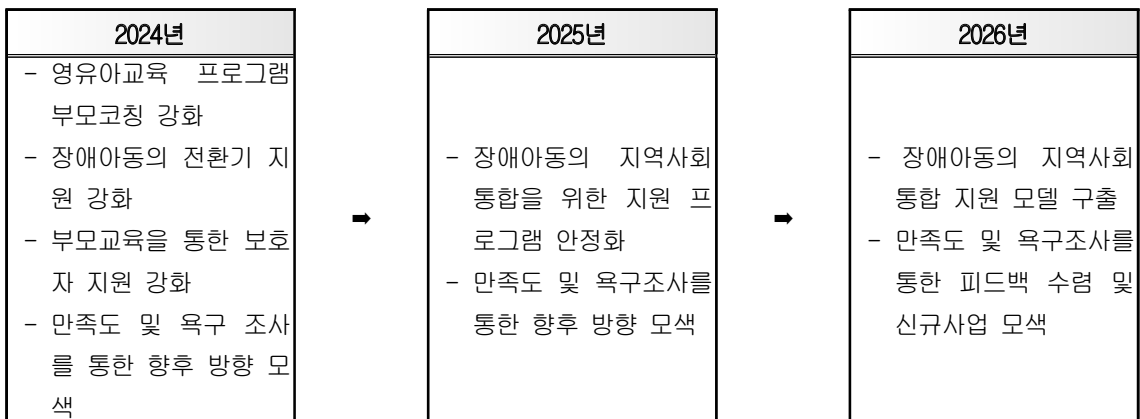 2024년
- 영유아교육 프로그램
부모코칭 강화
- 장애아동의 전환기 지
원 강화
- 부모교육을 통한 보호
자 지원 강화
- 만족도 및 욕구 조사
를 통한 향후 방향 모
색
➡
2025년
- 장애아동의 지역사회
통합을 위한 지원 프
로그램 안정화
- 만족도 및 욕구조사를
통한 향후 방향 모색
➡
2026년
- 장애아동의 지역사회
통합 지원 모델 구출
- 만족도 및 욕구조사를
통한 피드백 수렴 및
신규사업 모색